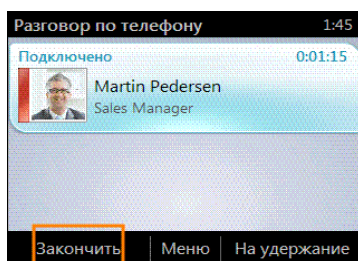 Разговор по телефону 1:45
Подключено 0:01:15
Martin Pedersen
Sales Manager
Закончить Меню На удержание